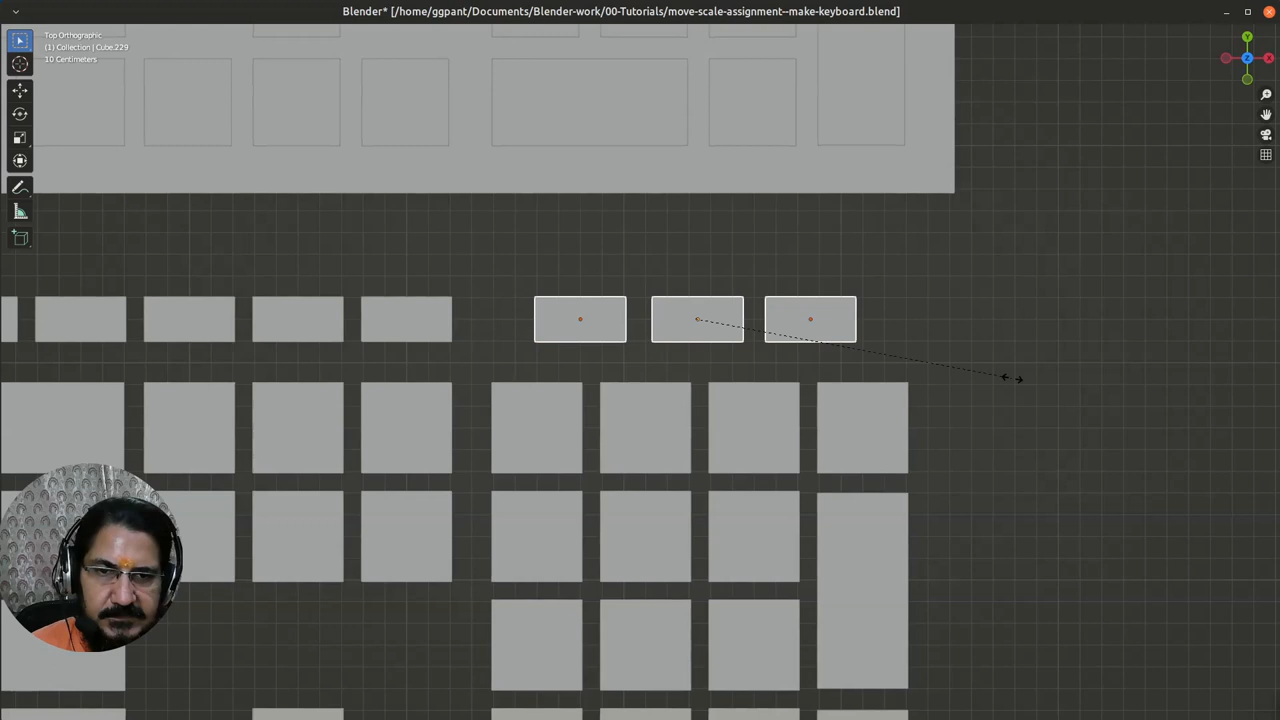 Blender* [/home/ggpant/Documents/Blender-work/00-Tutorials/move-scale-assignment--make-keyboard.blend]
Top Orthographic
(1) Collection | Cube.229
10 Centimeters
Y
Z
X